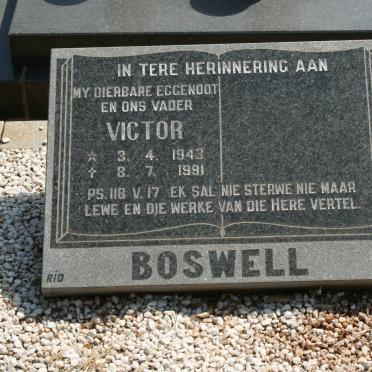 IN TERE HERINNERING AAN
MY DIERBARE EGGENOOT
EN ONS VADER
VICTOR
☆ 3. 4. 1943
✝ 8. 7. 1991
PS. 118 V. 17 EK SAL NIE STERWE NIE MAAR
LEWE EN DIE WERKE VAN DIE HERE VERTEL.
BOSWELL
RIO